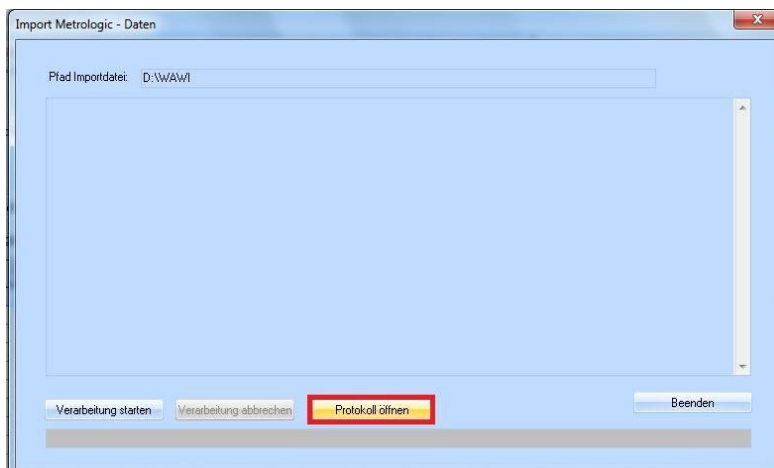 Import Metrologic - Daten
Pfad Importdatei: D:\WAWI
Verarbeitung starten Verarbeitung abbrechen Protokoll öffnen Beenden